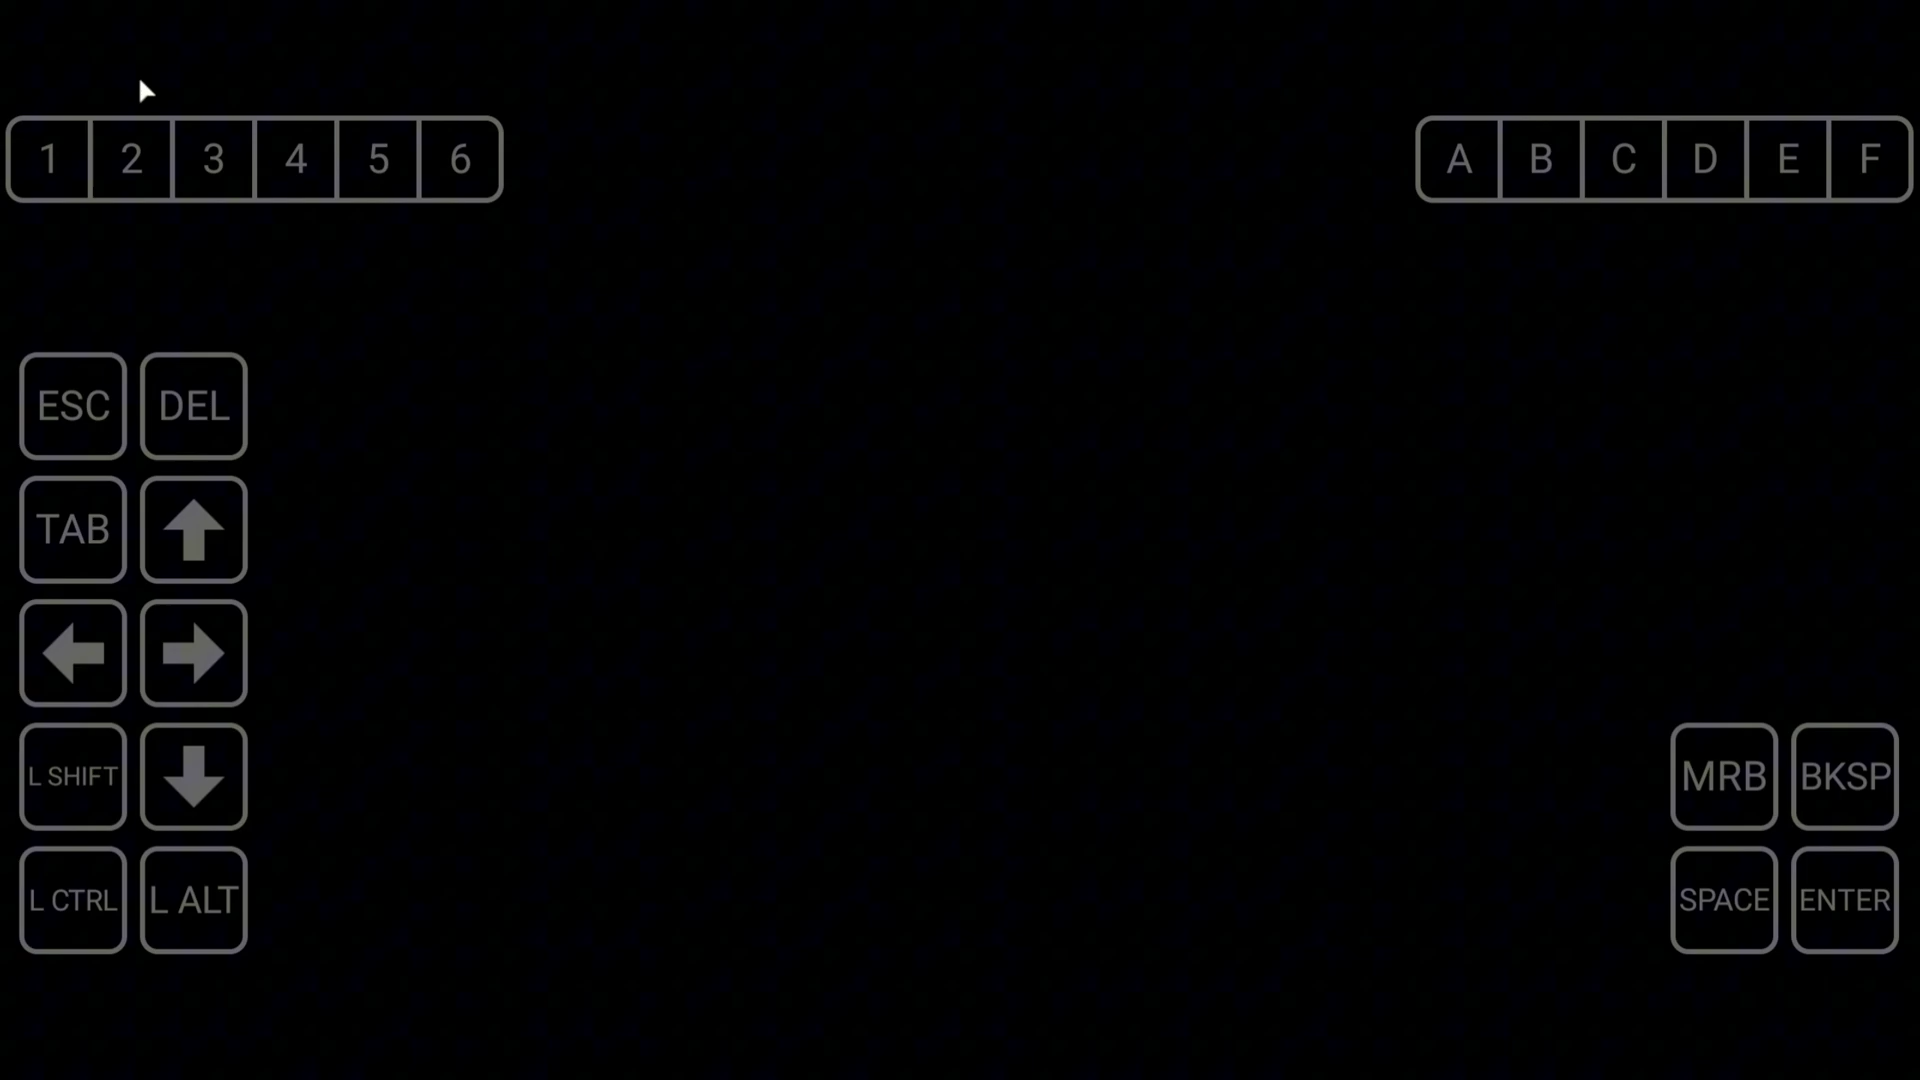 1 2 3 4 5 6
A B C D E F
ESC DEL
TAB
L SHIFT
MRB BKSP
L CTRL L ALT
SPACE ENTER